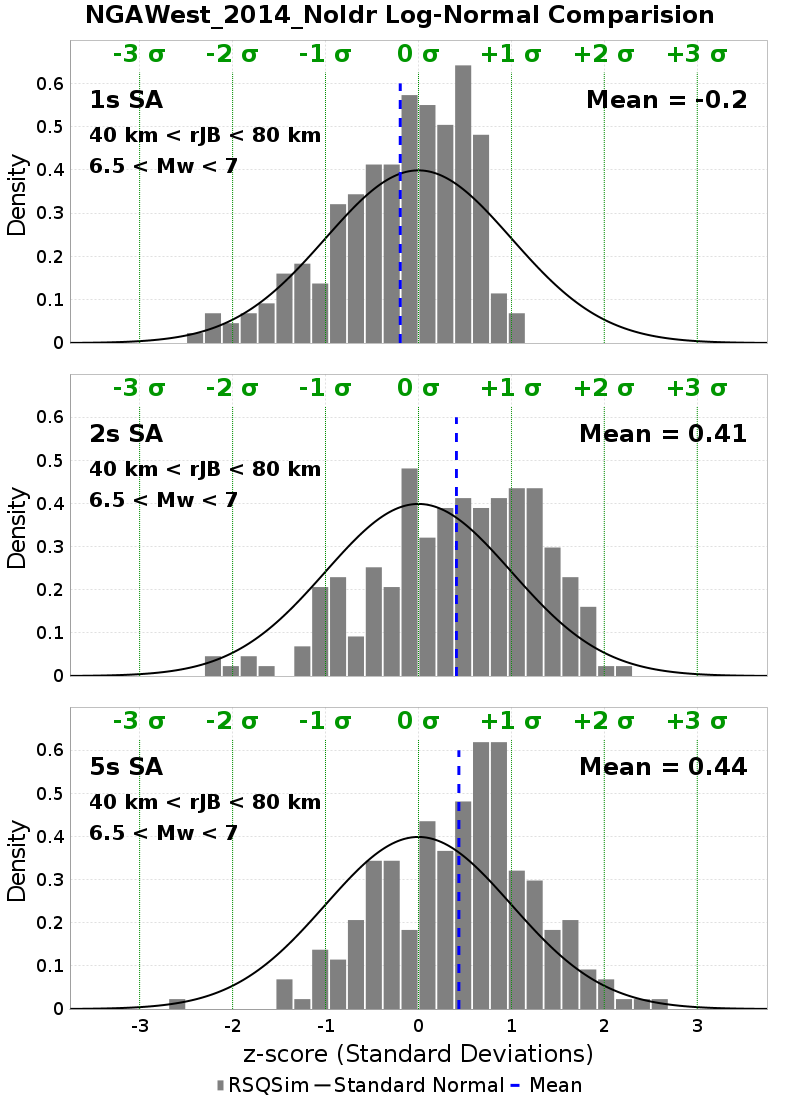 NGAWest_2014_NoIdr Log-Normal Comparision
-3 σ -2 σ -1 σ 0 σ +1 σ +2 σ +3 σ
1s SA
Mean = -0.2
40 km < rJB < 80 km
6.5 < Mw < 7
Density
0.6
0.5
0.4
0.3
0.2
0.1
0
-3 σ -2 σ -1 σ 0 σ +1 σ +2 σ +3 σ
2s SA
Mean = 0.41
40 km < rJB < 80 km
6.5 < Mw < 7
Density
0.6
0.5
0.4
0.3
0.2
0.1
0
-3 σ -2 σ -1 σ 0 σ +1 σ +2 σ +3 σ
5s SA
Mean = 0.44
40 km < rJB < 80 km
6.5 < Mw < 7
Density
0.6
0.5
0.4
0.3
0.2
0.1
0
-3 -2 -1 0 1 2 3
z-score (Standard Deviations)
RSQSim Standard Normal Mean